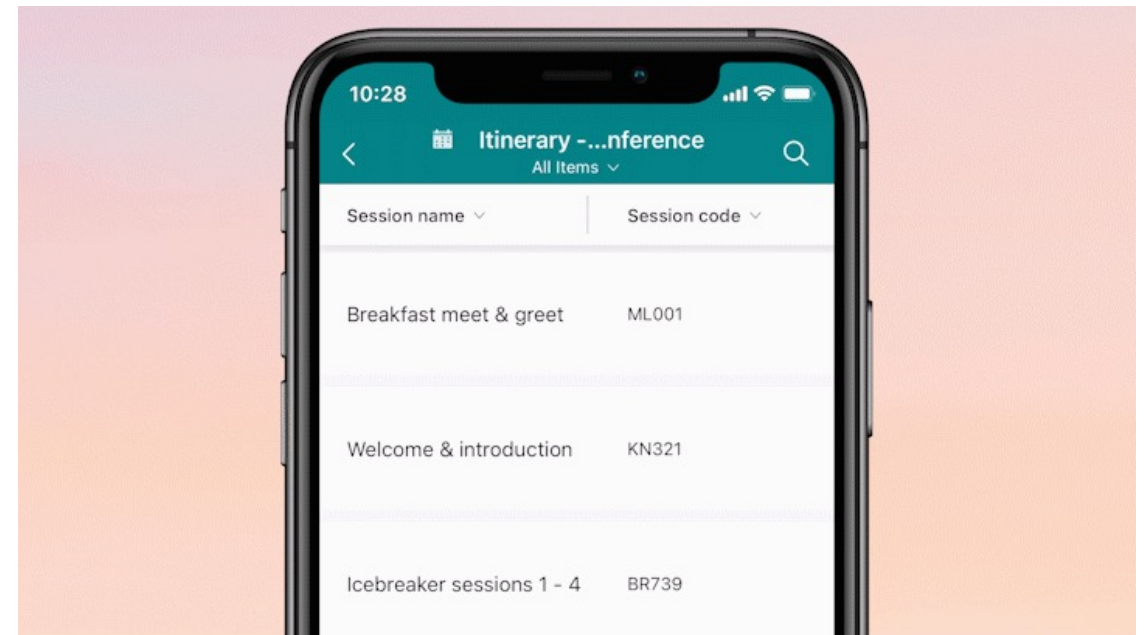 10:28
Itinerary -...nference
All Items
Session name
Session code
Breakfast meet & greet
ML001
Welcome & introduction
KN321
Icebreaker sessions 1 - 4
BR739